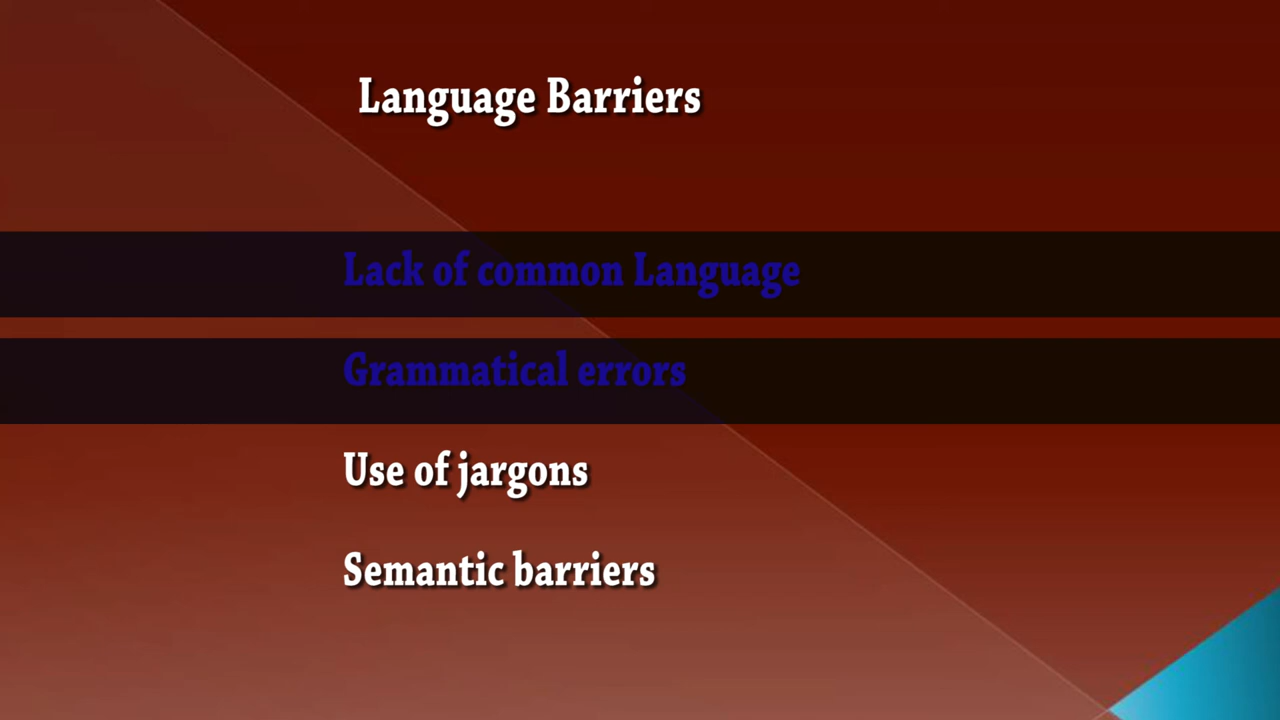 Language Barriers
Lack of common Language
Grammatical errors
Use of jargons
Semantic barriers